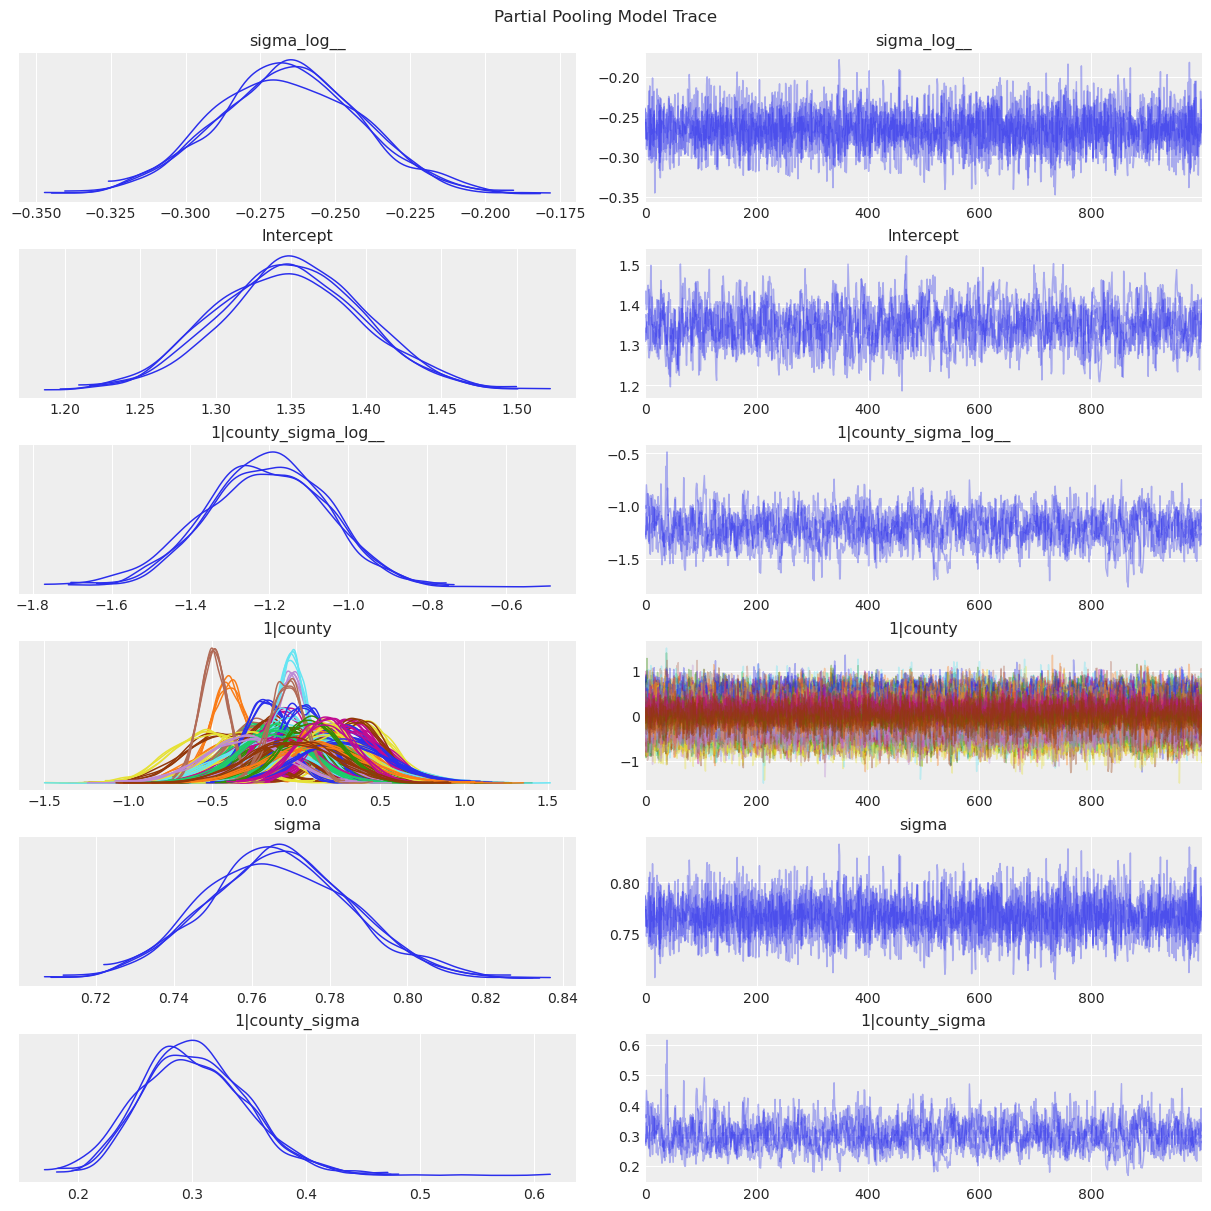 Partial Pooling Model Trace
sigma_log__
sigma_log__
−0.350 −0.325 −0.300 −0.275 −0.250 −0.225 −0.200 −0.175
−0.20
−0.25
−0.30
−0.35
0 200 400 600 800
Intercept
Intercept
1.20 1.25 1.30 1.35 1.40 1.45 1.50
1.5
1.4
1.3
1.2
0 200 400 600 800
1|county_sigma_log__
1|county_sigma_log__
−1.8 −1.6 −1.4 −1.2 −1.0 −0.8 −0.6
−0.5
−1.0
−1.5
0 200 400 600 800
1|county
1|county
−1.5 −1.0 −0.5 0.0 0.5 1.0 1.5
1
0
−1
0 200 400 600 800
sigma
sigma
0.72 0.74 0.76 0.78 0.80 0.82 0.84
0.80
0.75
0 200 400 600 800
1|county_sigma
1|county_sigma
0.2 0.3 0.4 0.5 0.6
0.6
0.5
0.4
0.3
0.2
0 200 400 600 800